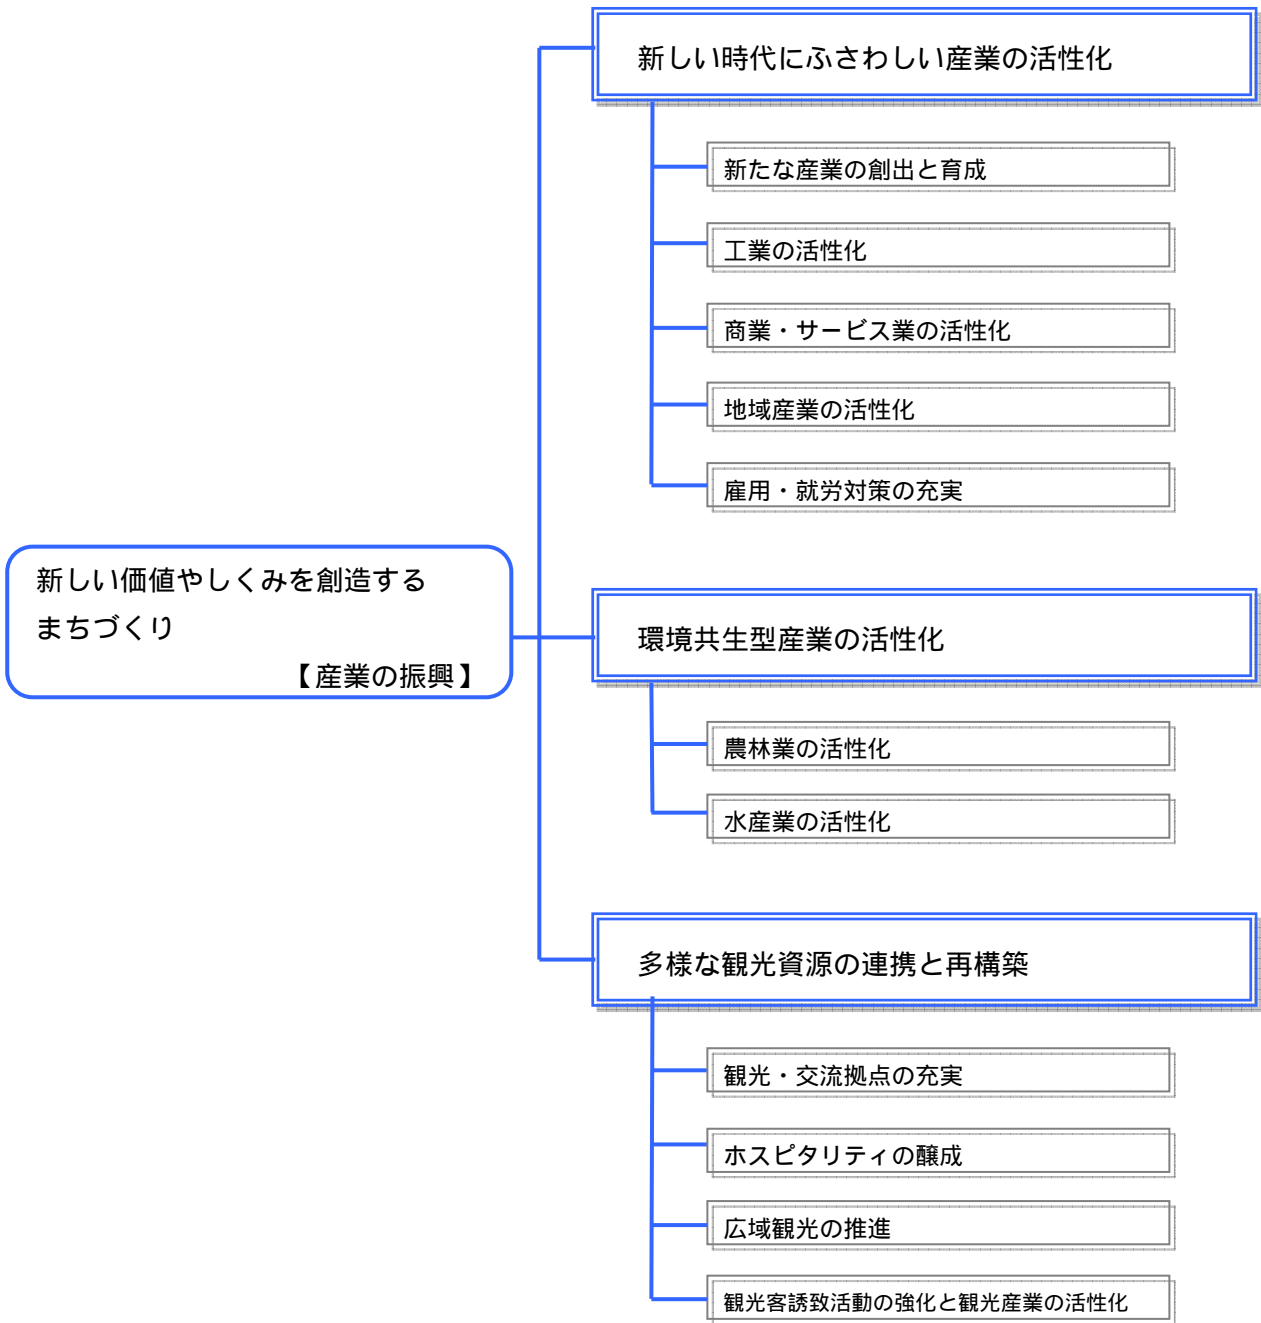 新しい時代にふさわしい産業の活性化
新たな産業の創出と育成
工業の活性化
商業・サービス業の活性化
地域産業の活性化
雇用・就労対策の充実
新しい価値やしくみを創造する
まちづくり
【産業の振興】
環境共生型産業の活性化
農林業の活性化
水産業の活性化
多様な観光資源の連携と再構築
観光・交流拠点の充実
ホスピタリティの醸成
広域観光の推進
観光客誘致活動の強化と観光産業の活性化